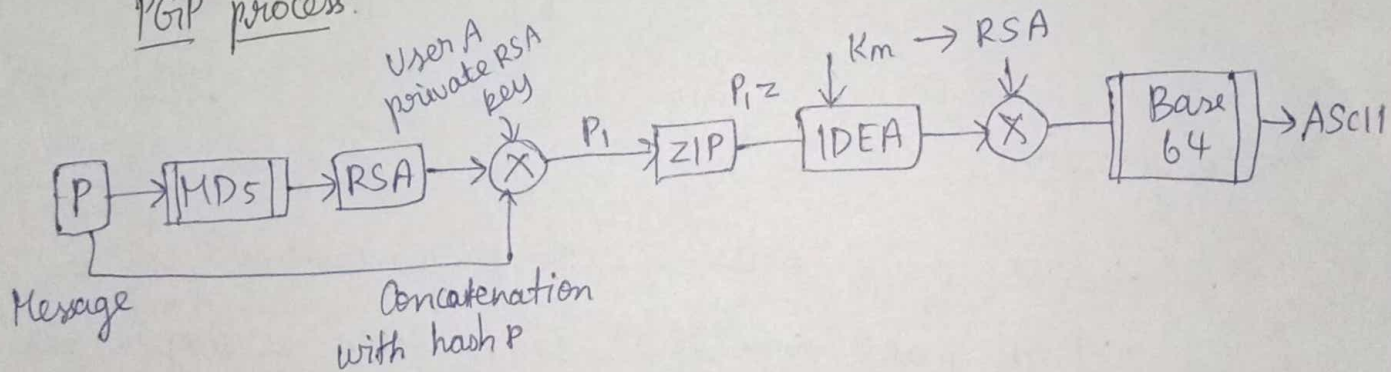 PGP process.
User A
private RSA
key
Km → RSA
P₁
P₁z
P
MD5
RSA
X
ZIP
IDEA
X
Base
64
ASCII
Message
Concatenation
with hash P